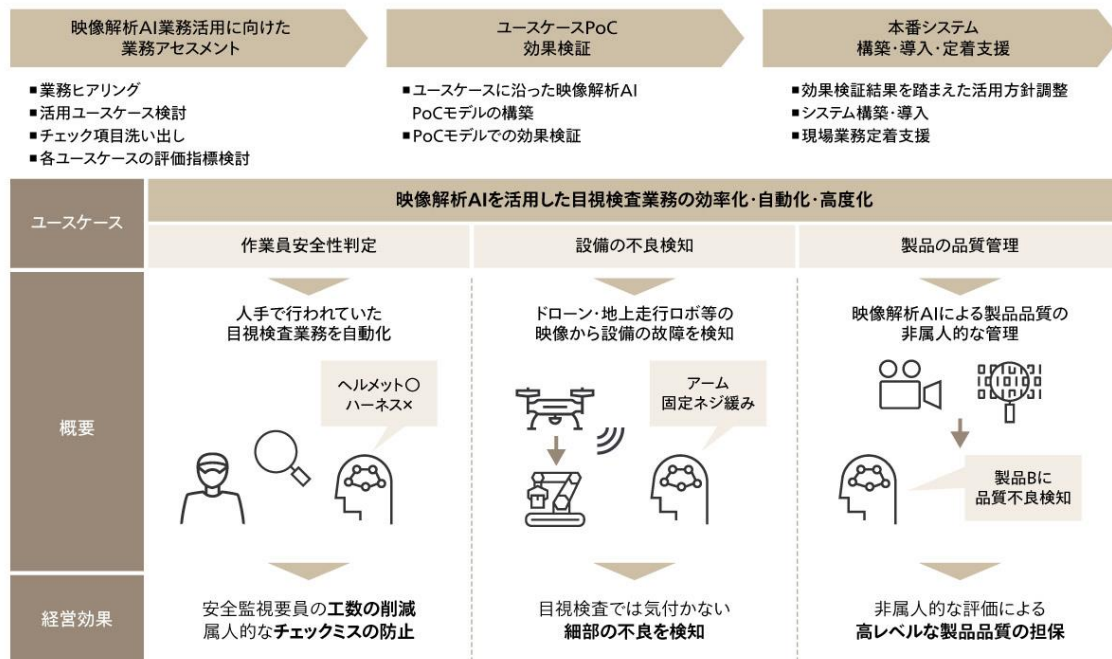 映像解析AI業務活用に向けた
業務アセスメント
ユースケースPoC
効果検証
本番システム
構築・導入・定着支援
■業務ヒアリング
■活用ユースケース検討
■チェック項目洗い出し
■各ユースケースの評価指標検討
■ユースケースに沿った映像解析AI
PoCモデルの構築
■PoCモデルでの効果検証
■効果検証結果を踏まえた活用方針調整
■システム構築・導入
■現場業務定着支援
ユースケース
映像解析AIを活用した目視検査業務の効率化・自動化・高度化
作業員安全性判定
設備の不良検知
製品の品質管理
概要
人手で行われていた
目視検査業務を自動化
ヘルメット○
ハーネス×
ドローン・地上走行ロボ等の
映像から設備の故障を検知
アーム
固定ネジ緩み
映像解析AIによる製品品質の
非属人的な管理
製品Bに
品質不良検知
経営効果
安全監視要員の工数の削減
属人的なチェックミスの防止
目視検査では気付かない
細部の不良を検知
非属人的な評価による
高レベルな製品品質の担保